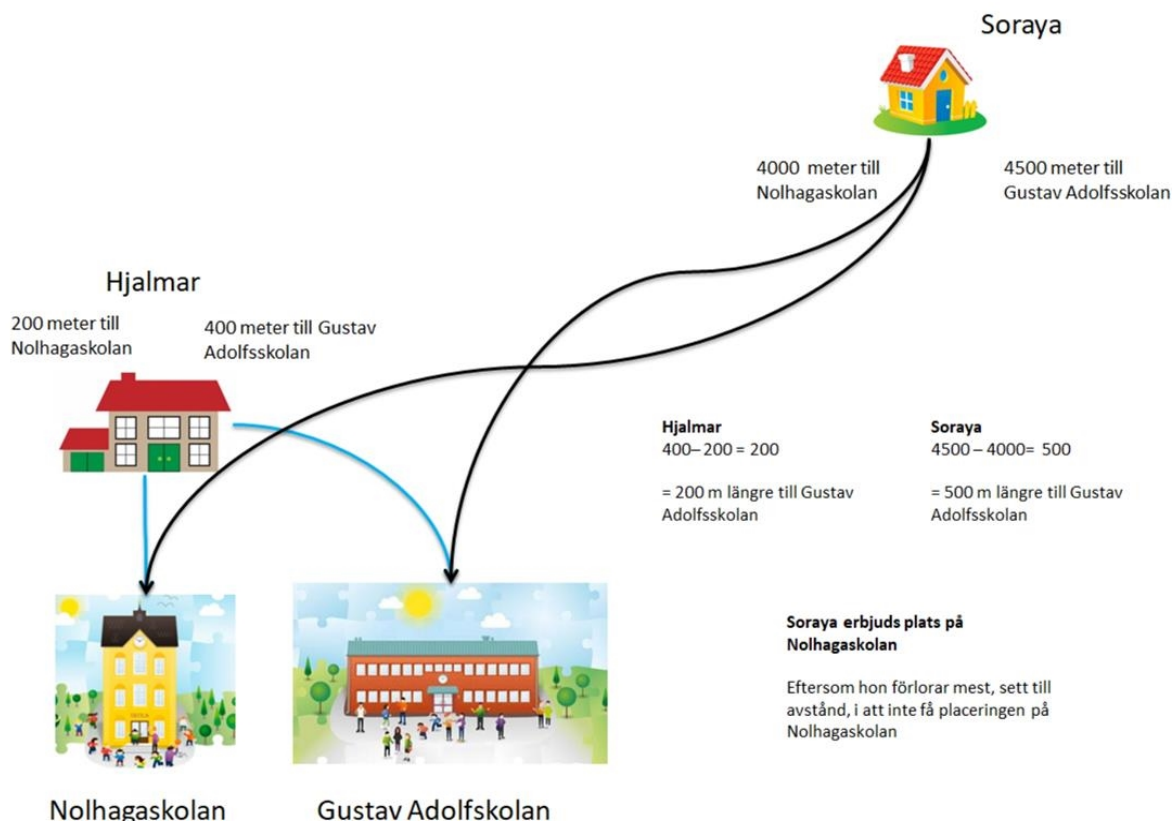 Soraya
4000 meter till
Nolhagaskolan
4500 meter till
Gustav Adolfsskolan
Hjalmar
200 meter till
Nolhagaskolan
400 meter till Gustav
Adolfsskolan
Hjalmar
400– 200 = 200
= 200 m längre till Gustav
Adolfsskolan
Soraya
4500 – 4000= 500
= 500 m längre till Gustav
Adolfsskolan
Soraya erbjuds plats på
Nolhagaskolan
Eftersom hon förlorar mest, sett till
avstånd, i att inte få placeringen på
Nolhagaskolan
Nolhagaskolan
Gustav Adolfskolan